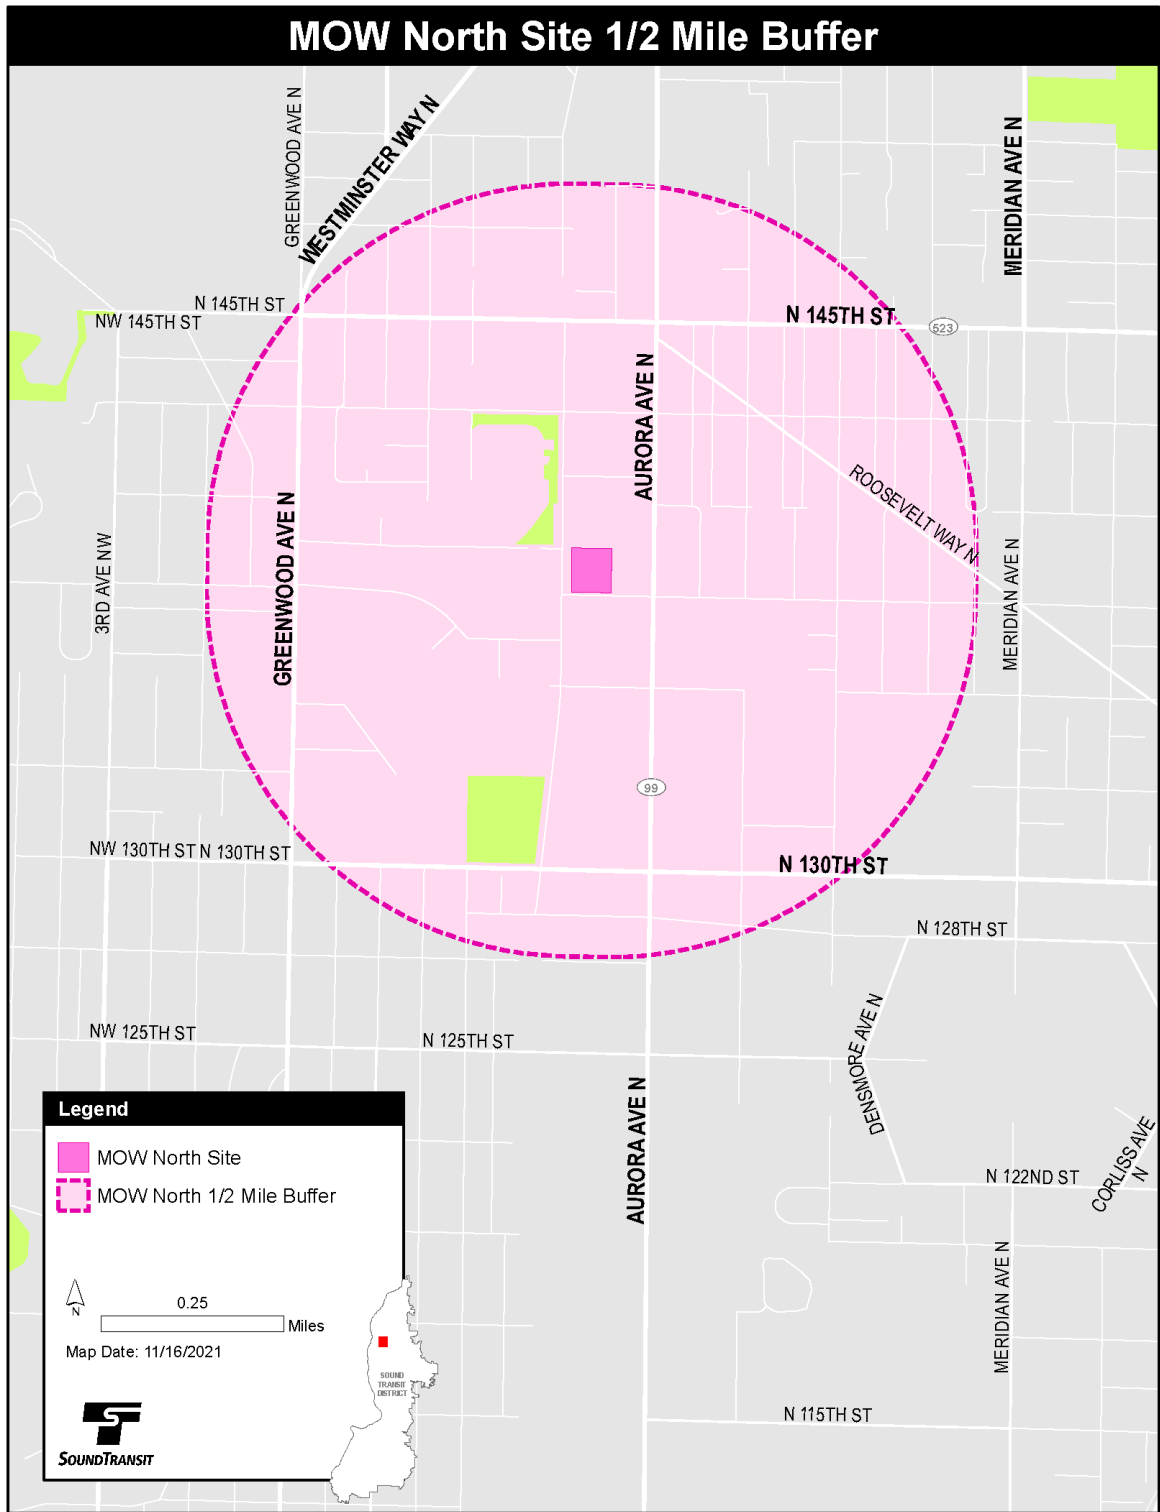 MOW North Site 1/2 Mile Buffer
GREENWOOD AVE N
WESTMINSTER WAY N
MERIDIAN AVE N
N 145TH ST
NW 145TH ST
N 145TH ST
523
AURORA AVE N
ROOSEVELT WAY N
GREENWOOD AVE N
3RD AVE NW
MERIDIAN AVE N
99
NW 130TH ST
N 130TH ST
N 130TH ST
N 128TH ST
NW 125TH ST
N 125TH ST
DENSMORE AVE N
AURORA AVE N
CORLISS AVE
N
N 122ND ST
MERIDIAN AVE N
N 115TH ST
Legend
MOW North Site
MOW North 1/2 Mile Buffer
N
0.25
Miles
Map Date: 11/16/2021
SOUND
TRANSIT
DISTRICT
SOUNDTRANSIT